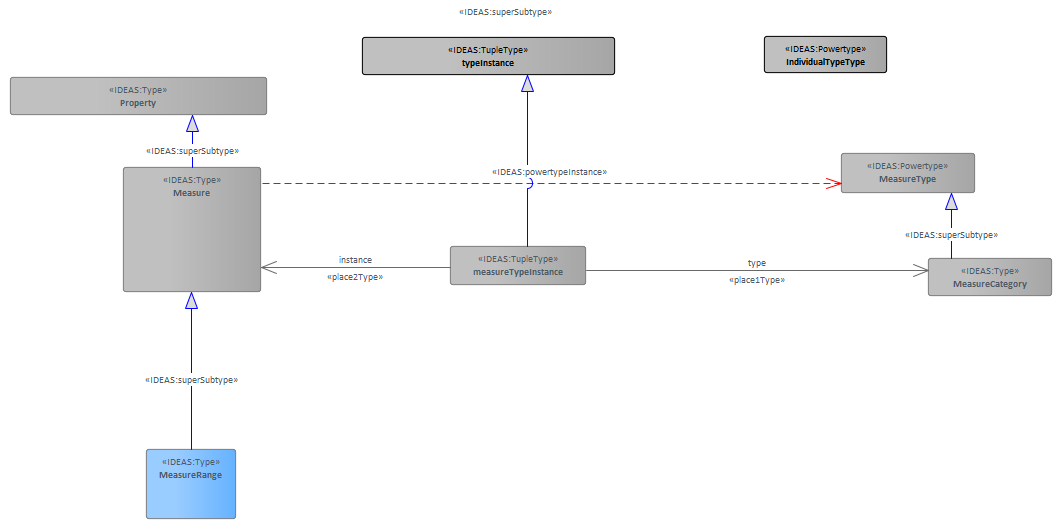 «IDEAS:superSubtype»
«IDEAS:TupleType»
typeInstance
«IDEAS:Powertype»
IndividualTypeType
«IDEAS:Type»
Property
«IDEAS:superSubtype»
«IDEAS:Type»
Measure
«IDEAS:powertypeInstance»
«IDEAS:Powertype»
MeasureType
«IDEAS:superSubtype»
instance
«place2Type»
«IDEAS:TupleType»
measureTypeInstance
type
«place1Type»
«IDEAS:Type»
MeasureCategory
«IDEAS:superSubtype»
«IDEAS:Type»
MeasureRange